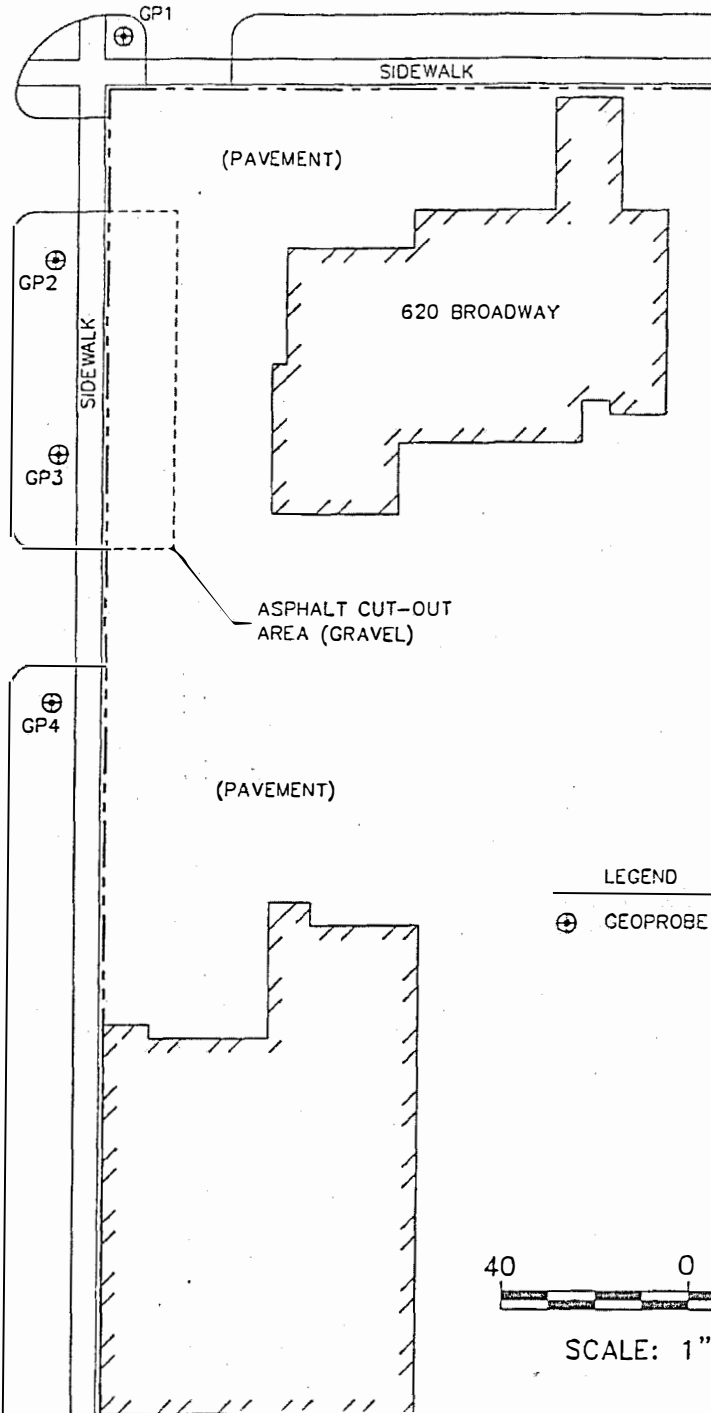 GP1
SIDEWALK
(PAVEMENT)
GP2
620 BROADWAY
SIDEWALK
GP3
ASPHALT CUT-OUT
AREA (GRAVEL)
GP4
(PAVEMENT)
LEGEND
GEOPROBE
40 0
SCALE: 1"